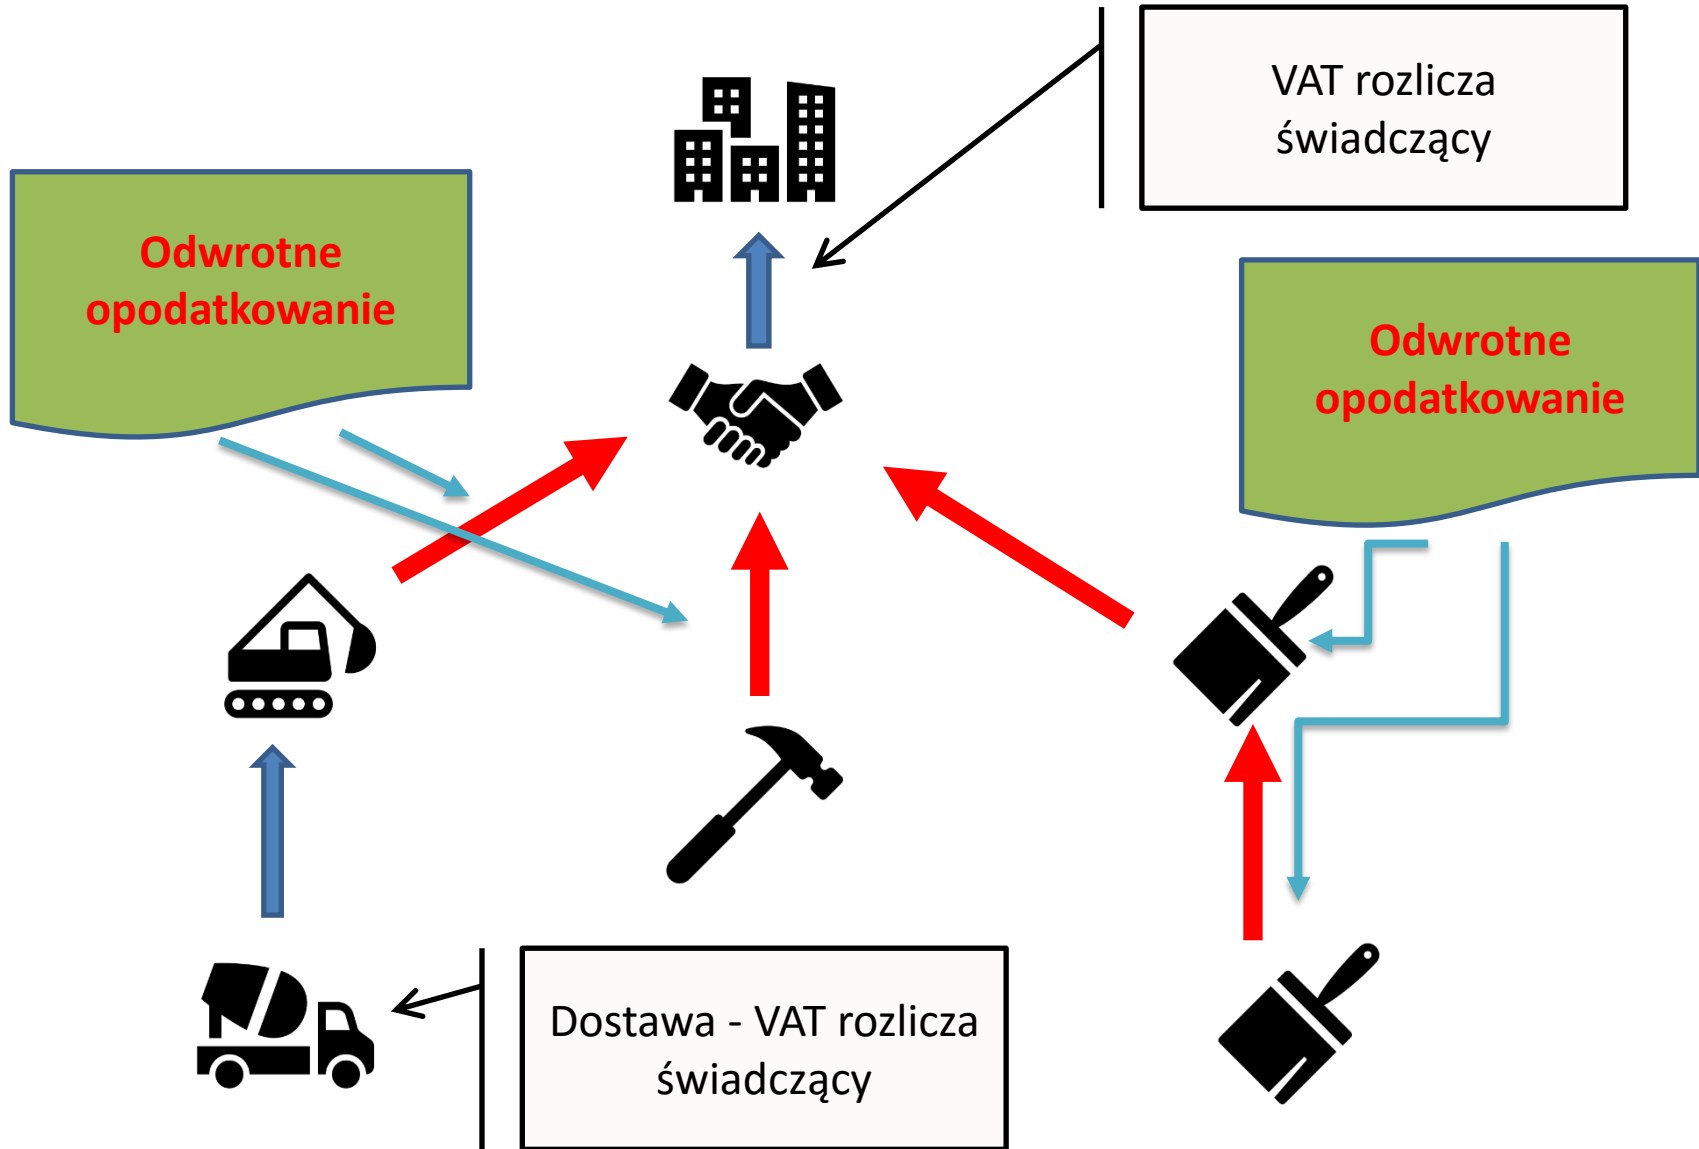 VAT rozlicza
świadczący
Odwrotne
opodatkowanie
Odwrotne
opodatkowanie
Dostawa - VAT rozlicza
świadczący